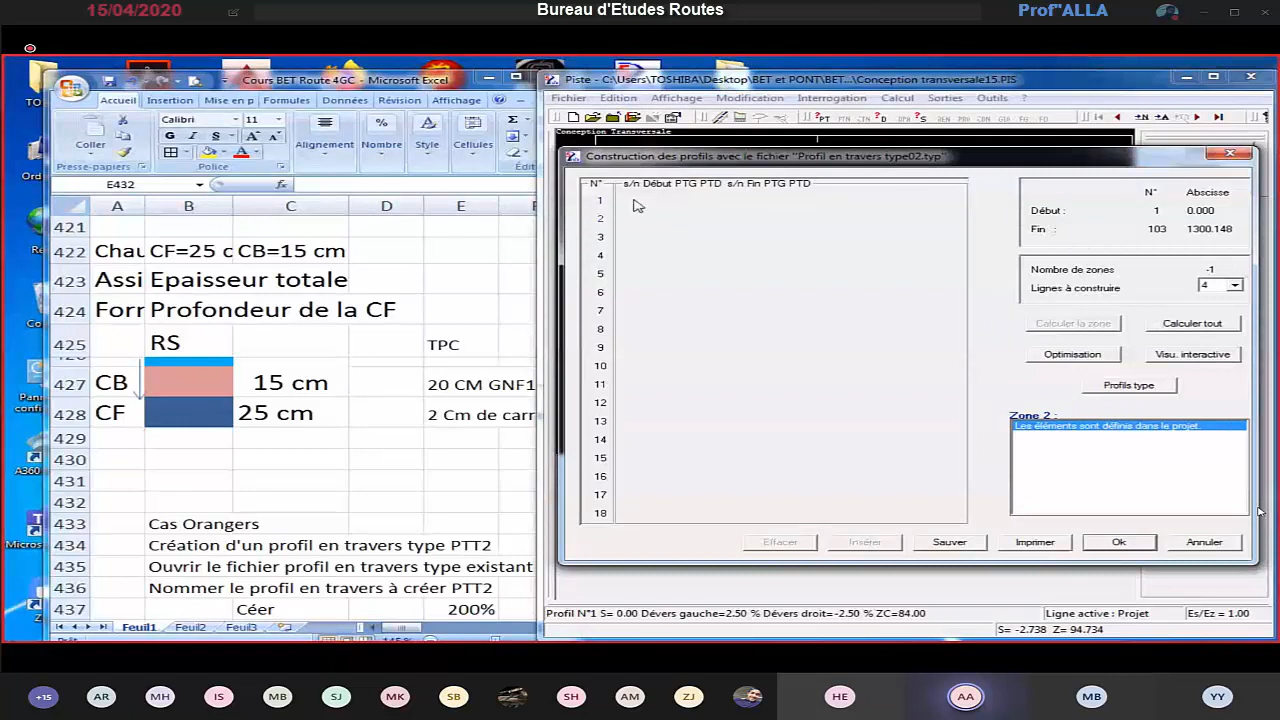 15/04/2020
Bureau d'Etudes Routes
Prof"ALLA
Cours BET Route 4GC - Microsoft Excel
Accueil Insertion Mise en p Formules Données Révision Affichage
Coller
Calibri 11
G I S
Alignement Nombre Styles Cellules
Presse-papiers Police
E432 fx
A B C D E
421
422 Chau CF=25 c CB=15 cm
423 Assi Epaisseur totale
424 Forr Profondeur de la CF
425 RS TPC
427 CB 15 cm 20 CM GNF1
428 CF 25 cm 2 Cm de carr
429
430
431
432
433 Cas Orangers
434 Création d'un profil en travers type PTT2
435 Ouvrir le fichier profil en travers type existant
436 Nommer le profil en travers à créer PTT2
437 Céer 200%
Feuil1 Feuil2 Feuil3
Piste - C:\Users\TOSHIBA\Desktop\BET et PONT\BET...\Conception transversale15.PIS
Fichier Edition Affichage Modification Interrogation Calcul Sorties Outils ?
Conception Transversale
Construction des profils avec le fichier "Profil en travers type02.typ"
N° s/n Début PTG PTD s/n Fin PTG PTD
1
2
3
4
5
6
7
8
9
10
11
12
13
14
15
16
17
18
N° Abscisse
Début : 1 0.000
Fin : 103 1300.148
Nombre de zones -1
Lignes à construire 4
Calculer la zone Calculer tout
Optimisation Visu. interactive
Profils type
Zone 2 :
Les éléments sont définis dans le projet.
Effacer Insérer Sauver Imprimer Ok Annuler
Profil N°1 S= 0.00 Dévers gauche=2.50 % Dévers droit=-2.50 % ZC=84.00 Ligne active : Projet Es/Ez = 1.00
S= -2.738 Z= 94.734
+15 AR MH IS MB SJ MK SB SH AM ZJ HE AA MB YY